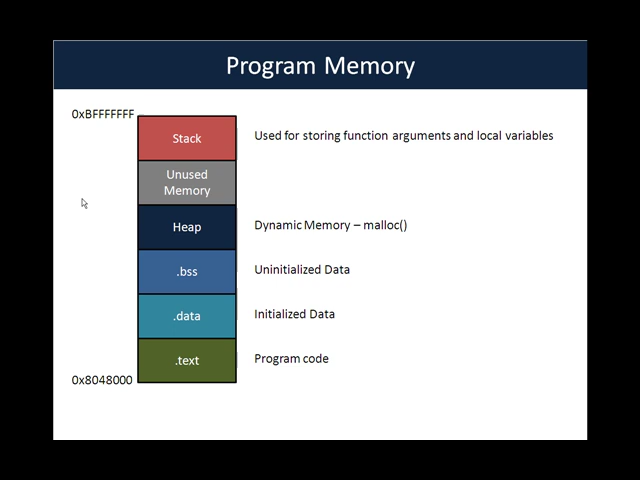 Program Memory
0xBFFFFFFF
Stack
Used for storing function arguments and local variables
Unused
Memory
Heap
Dynamic Memory – malloc()
.bss
Uninitialized Data
.data
Initialized Data
.text
Program code
0x8048000